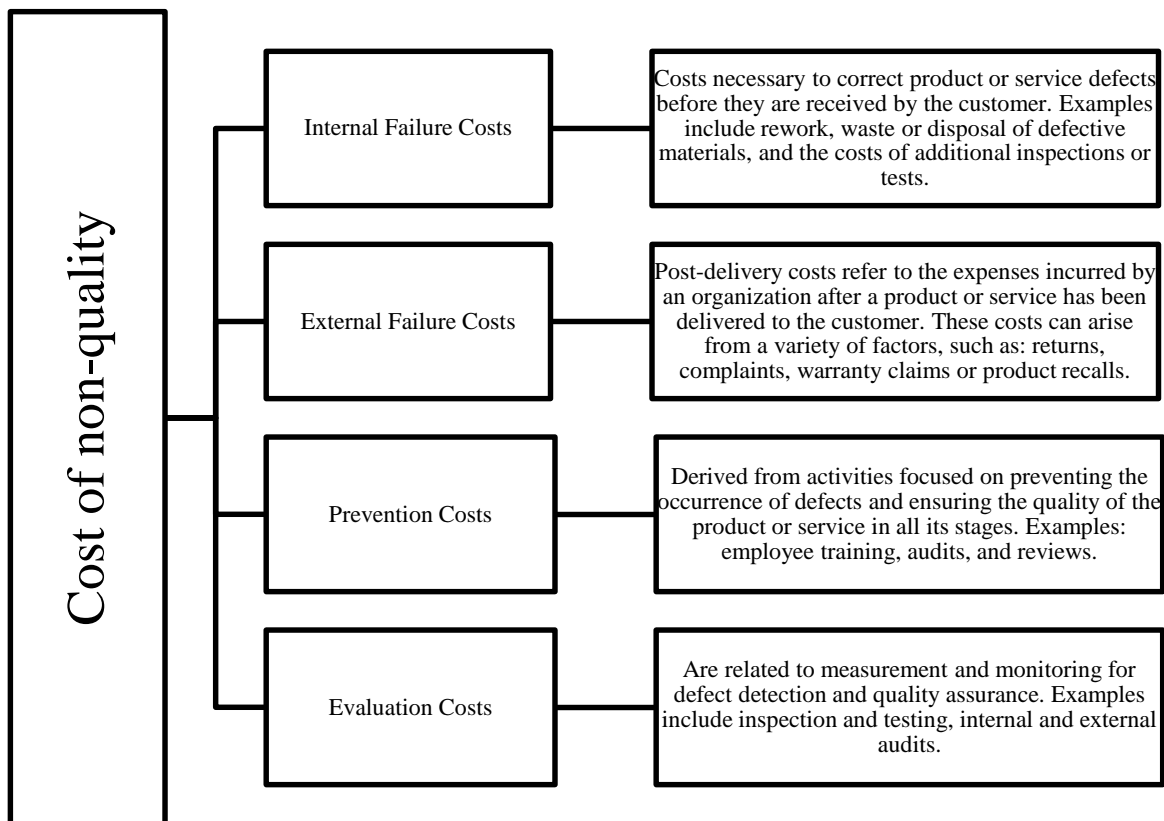 Cost of non-quality
Internal Failure Costs
Costs necessary to correct product or service defects
before they are received by the customer. Examples
include rework, waste or disposal of defective
materials, and the costs of additional inspections or
tests.
External Failure Costs
Post-delivery costs refer to the expenses incurred by
an organization after a product or service has been
delivered to the customer. These costs can arise
from a variety of factors, such as: returns,
complaints, warranty claims or product recalls.
Prevention Costs
Derived from activities focused on preventing the
occurrence of defects and ensuring the quality of the
product or service in all its stages. Examples:
employee training, audits, and reviews.
Evaluation Costs
Are related to measurement and monitoring for
defect detection and quality assurance. Examples
include inspection and testing, internal and external
audits.